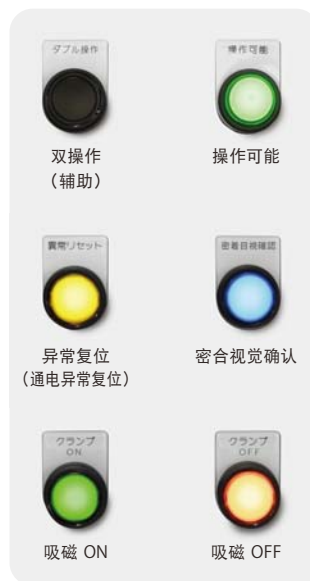 ダブル操作
操作可能
双操作
（辅助）
操作可能
異常リセット
密着目視確認
异常复位
（通电异常复位）
密合视觉确认
クランプ
ON
クランプ
OFF
吸磁 ON
吸磁 OFF